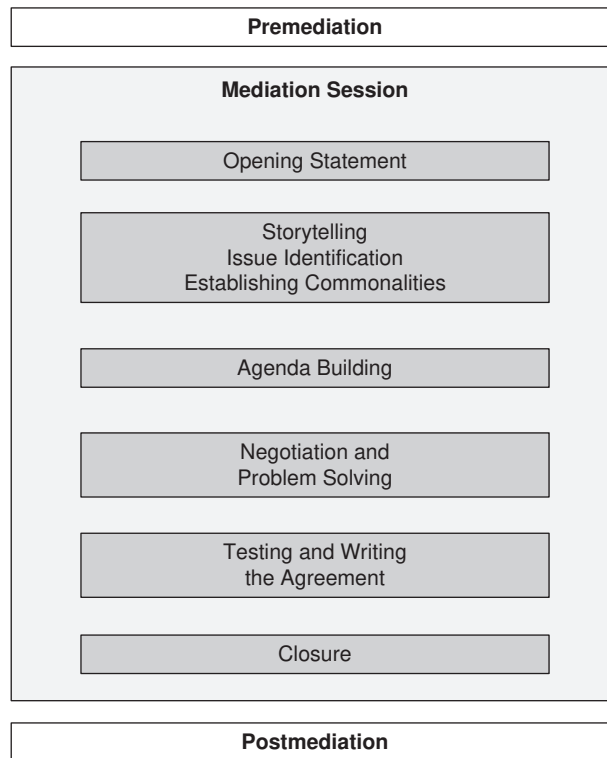 Premediation
Mediation Session
Opening Statement
Storytelling
Issue Identification
Establishing Commonalities
Agenda Building
Negotiation and
Problem Solving
Testing and Writing
the Agreement
Closure
Postmediation